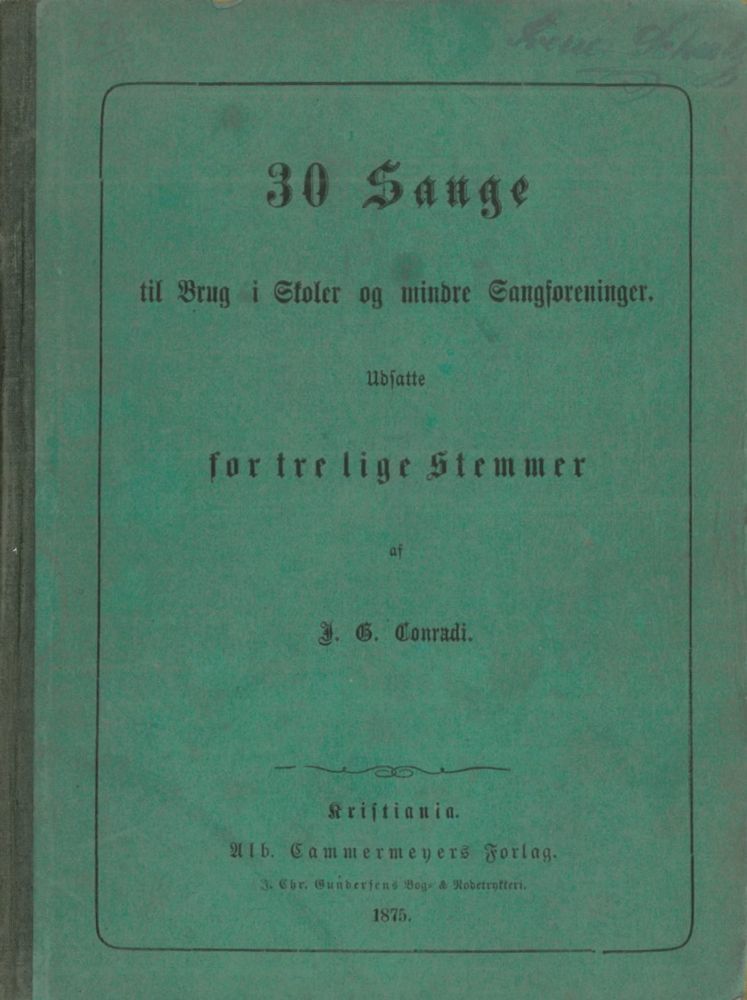 30 Sange
til Brug i Skoler og mindre Sangforeninger.
Udsatte
for tre lige Stemmer
af
J. G. Conradi.
Kristiania.
Alb. Cammermeyers Forlag.
J. Chr. Gundersens Bog- & Nodetrykkeri.
1875.